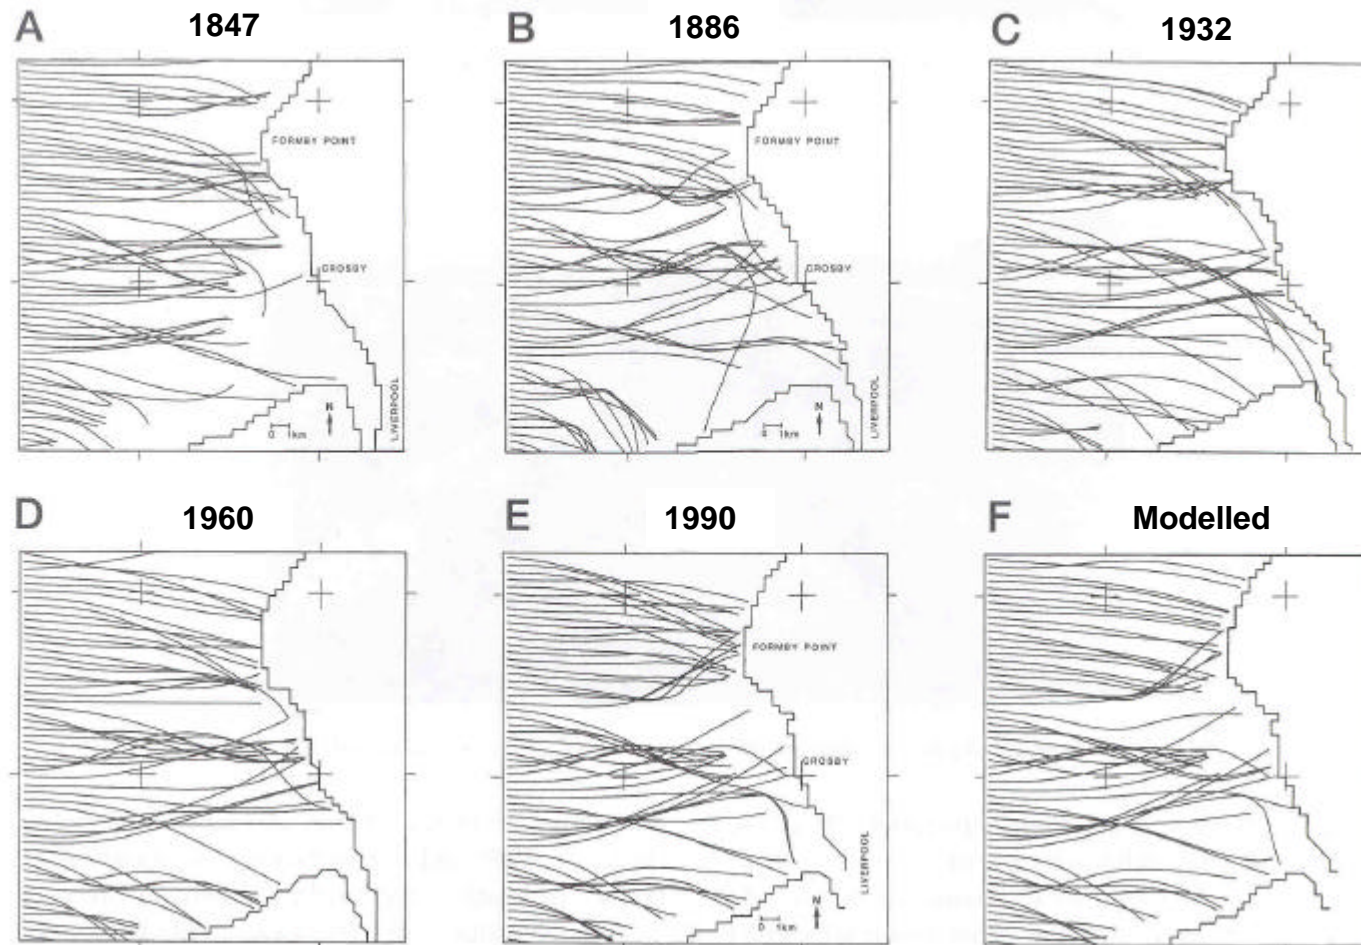 A 1847
B 1886
C 1932
FORMBY POINT
FORMBY POINT
CROSBY
CROSBY
N
0 1km
LIVERPOOL
N
1km
LIVERPOOL
D 1960
E 1990
F Modelled
FORMBY POINT
CROSBY
LIVERPOOL
N
0 1km